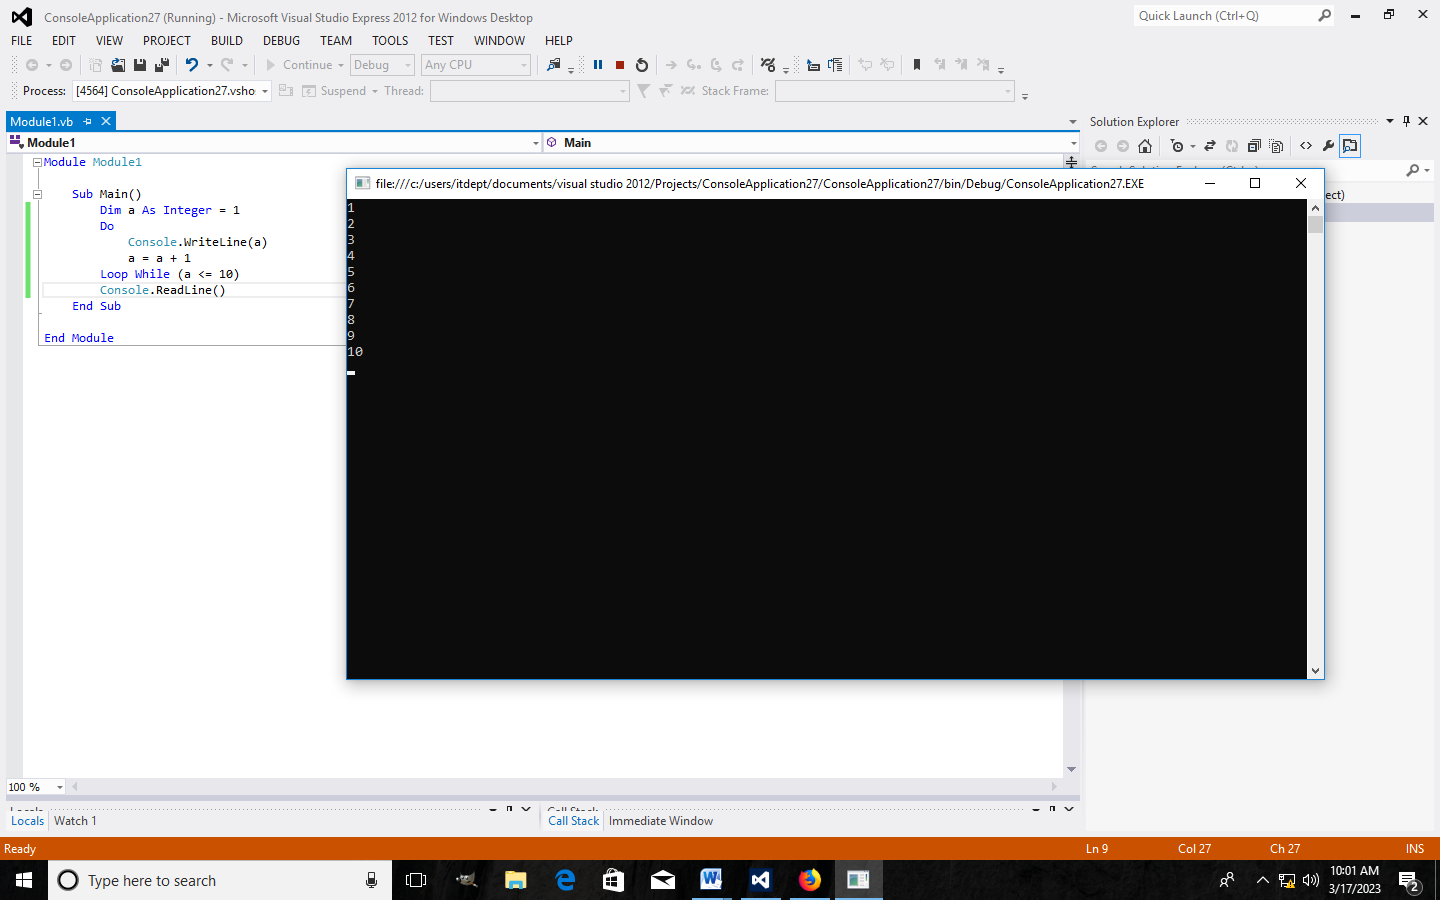 ConsoleApplication27 (Running) - Microsoft Visual Studio Express 2012 for Windows Desktop
Quick Launch (Ctrl+Q)
FILE EDIT VIEW PROJECT BUILD DEBUG TEAM TOOLS TEST WINDOW HELP
Continue Debug Any CPU
Process: [4564] ConsoleApplication27.vsho Suspend Thread: Stack Frame:
Module1.vb
Solution Explorer
Module1 Main
Module Module1
Sub Main()
Dim a As Integer = 1
Do
Console.WriteLine(a)
a = a + 1
Loop While (a <= 10)
Console.ReadLine()
End Sub
End Module
file:///c:/users/itdept/documents/visual studio 2012/Projects/ConsoleApplication27/ConsoleApplication27/bin/Debug/ConsoleApplication27.EXE
1
2
3
4
5
6
7
8
9
10
ect)
100 %
Locals Call Stack
Locals Watch 1 Call Stack Immediate Window
Ready Ln 9 Col 27 Ch 27 INS
Type here to search
10:01 AM
3/17/2023
2